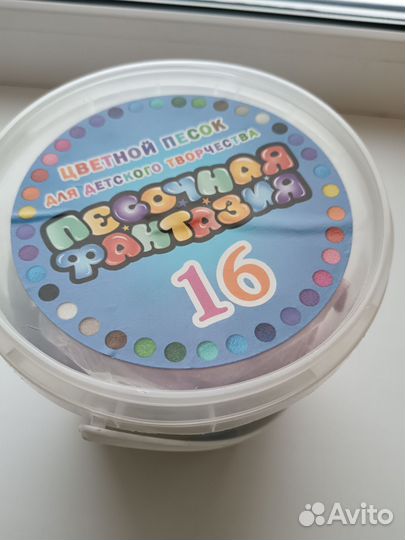 ЦВЕТНОЙ ПЕСОК
ДЛЯ ДЕТСКОГО ТВОРЧЕСТВА
ПЕСОЧНАЯ
ФАНТАЗИЯ
16
Avito